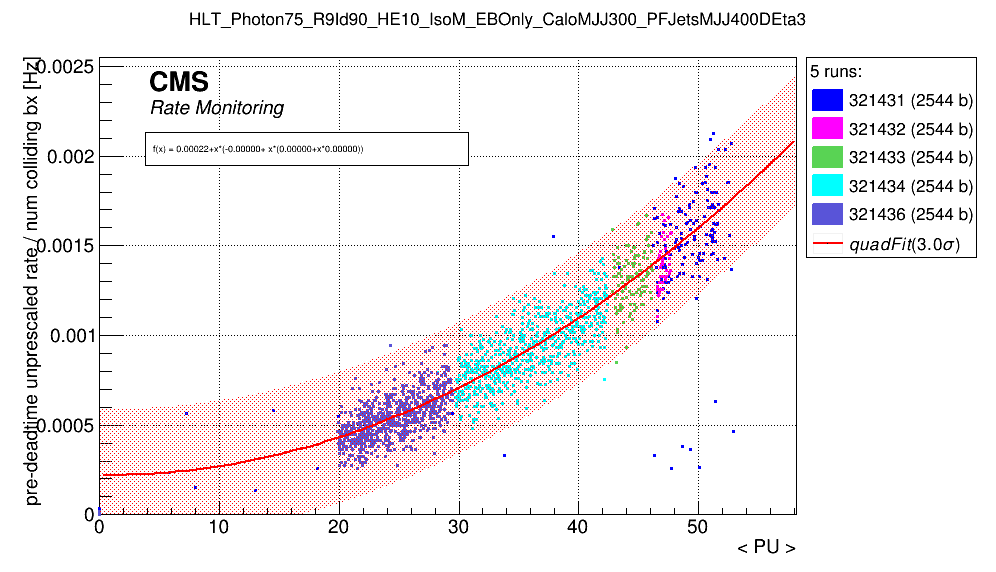 HLT_Photon75_R9Id90_HE10_IsoM_EBOnly_CaloMJJ300_PFJetsMJJ400DEta3
pre-deadtime unprescaled rate / num colliding bx [Hz]
0.0025
0.002
0.0015
0.001
0.0005
0
CMS
Rate Monitoring
f(x) = 0.00022+x*(-0.00000+ x*(0.00000+x*0.00000))
0 10 20 30 40 50
< PU >
5 runs:
321431 (2544 b)
321432 (2544 b)
321433 (2544 b)
321434 (2544 b)
321436 (2544 b)
quadFit(3.0σ)